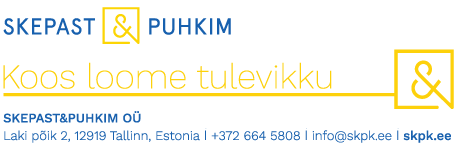 SKEPAST & PUHKIM
Koos loome tulevikku &
SKEPAST&PUHKIM OÜ
Laki põik 2, 12919 Tallinn, Estonia I +372 664 5808 I info@skpk.ee I skpk.ee